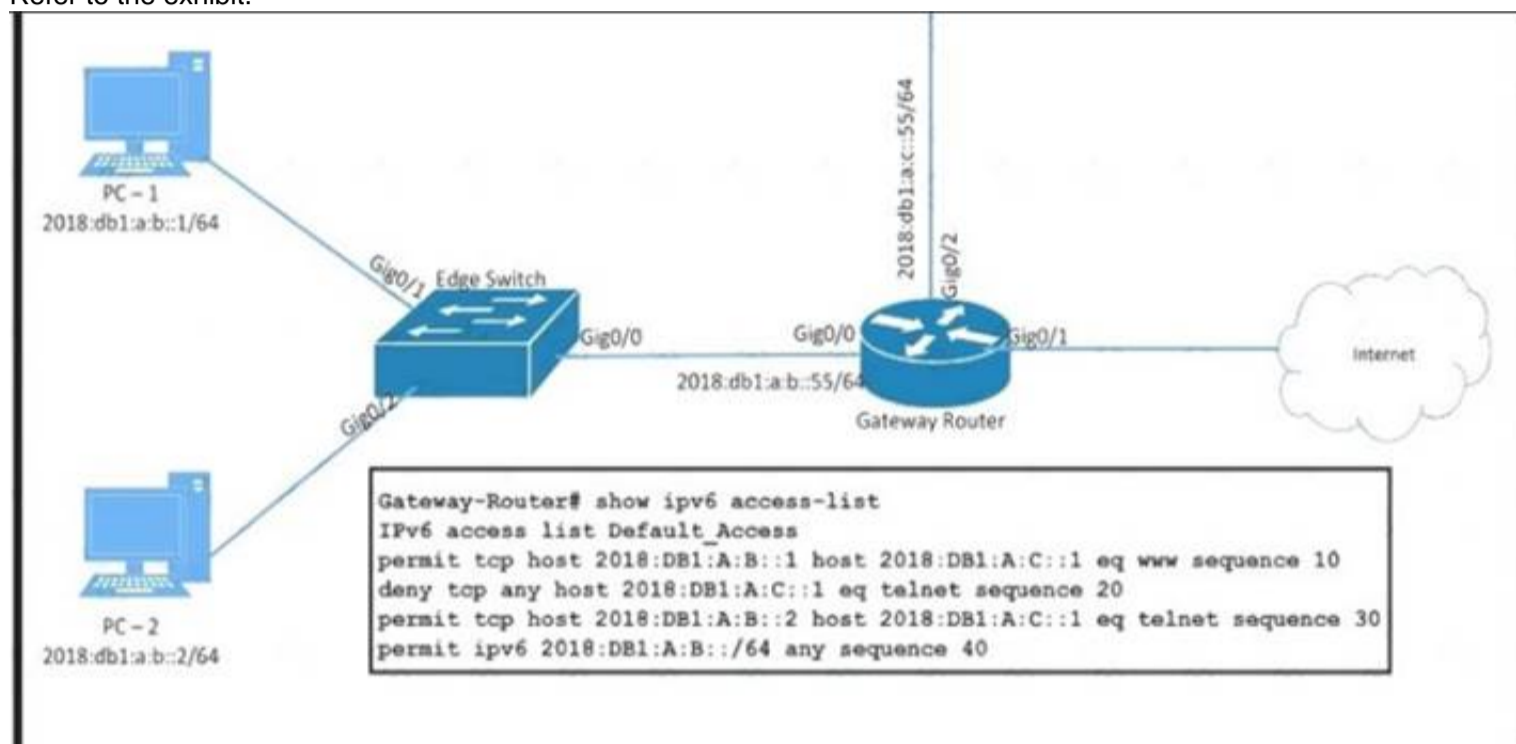 Refer to the exhibit.
2018:db1:a:c::55/64
Gig0/2
PC – 1
2018:db1:a:b::1/64
Gig0/1
Edge Switch
Gig0/0
Gig0/0
Gig0/1
Internet
2018:db1:a:b::55/64
Gateway Router
Gig0/2
Gateway-Router# show ipv6 access-list
IPv6 access list Default_Access
permit tcp host 2018:DB1:A:B::1 host 2018:DB1:A:C::1 eq www sequence 10
deny tcp any host 2018:DB1:A:C::1 eq telnet sequence 20
permit tcp host 2018:DB1:A:B::2 host 2018:DB1:A:C::1 eq telnet sequence 30
permit ipv6 2018:DB1:A:B::/64 any sequence 40
PC – 2
2018:db1:a:b::2/64